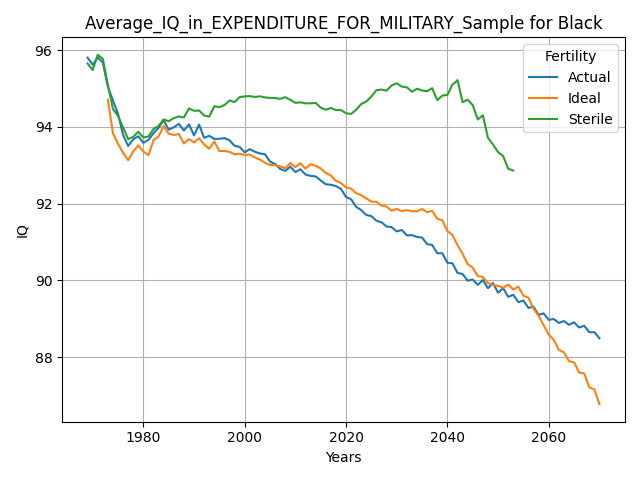 Average_IQ_in_EXPENDITURE_FOR_MILITARY_Sample for Black
Fertility
Actual
Ideal
Sterile
IQ
96
94
92
90
88
1980
2000
2020
2040
2060
Years